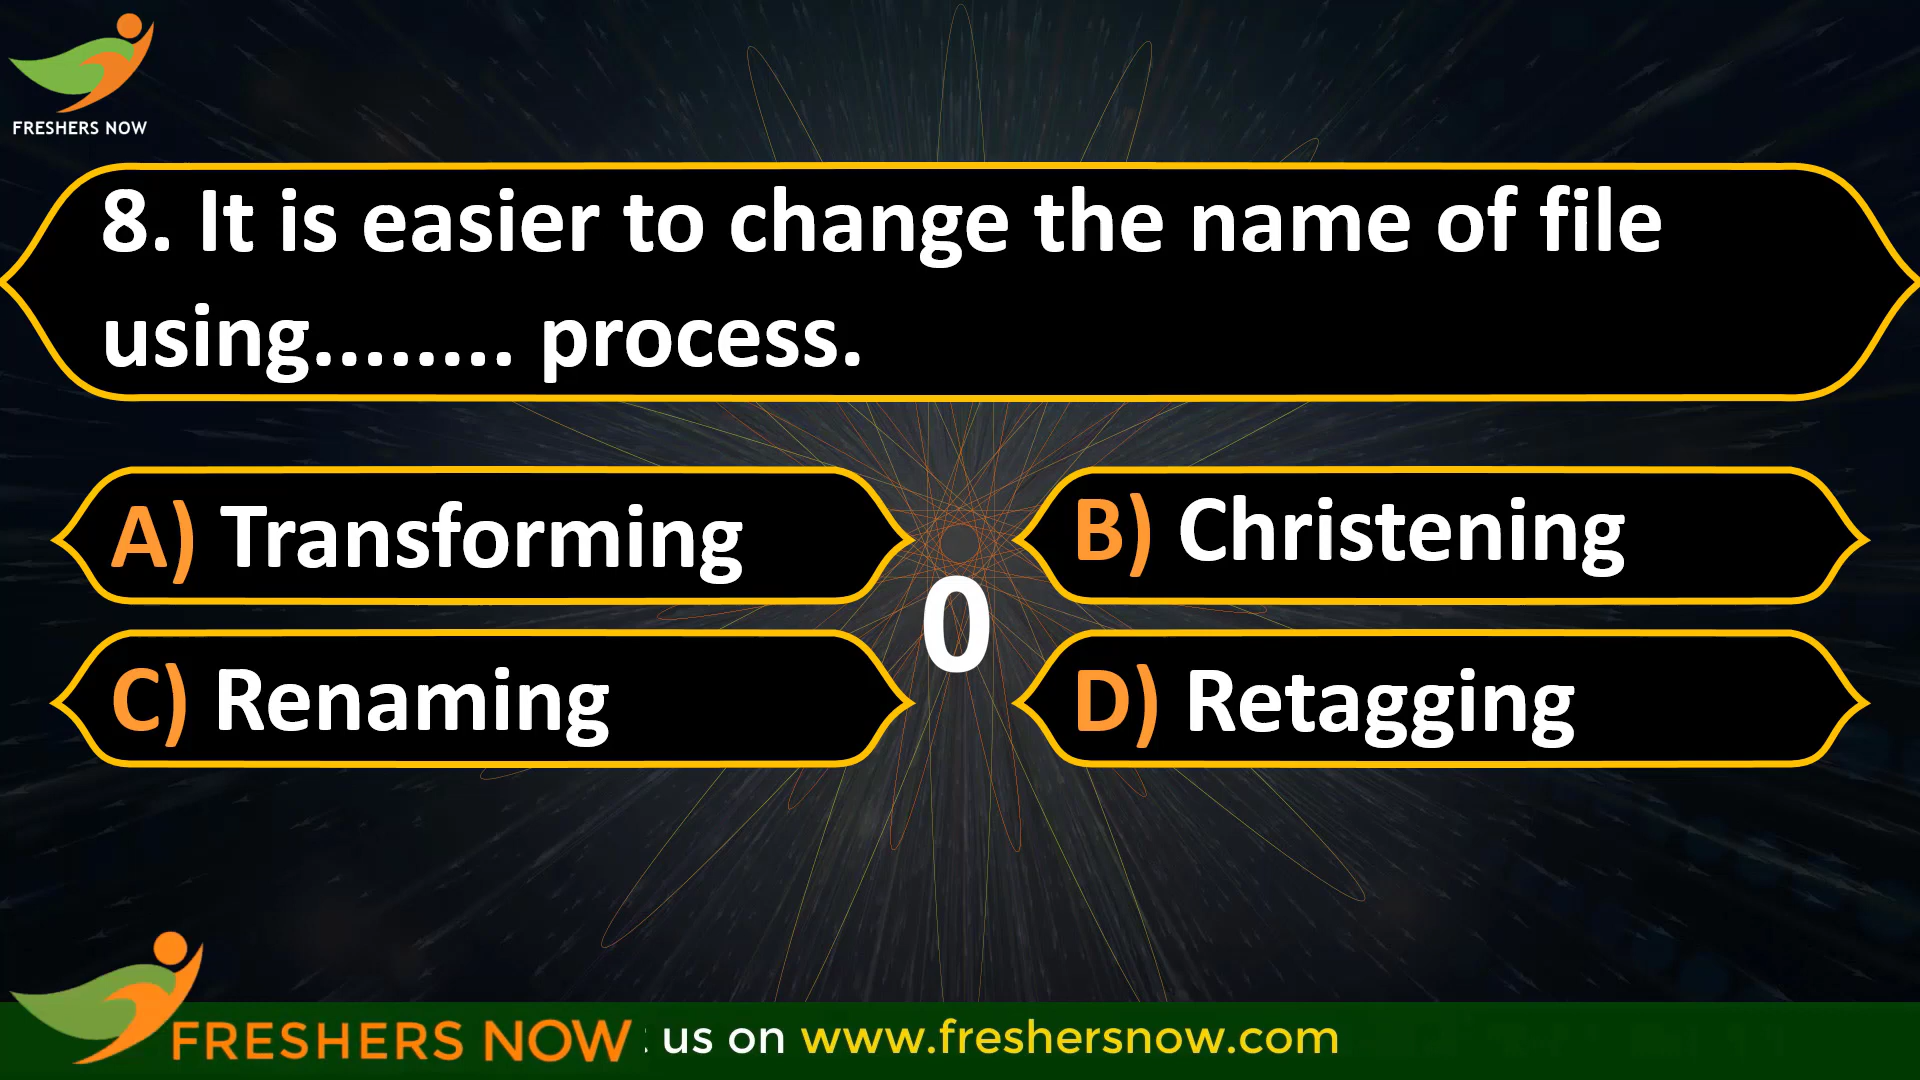 FRESHERS NOW
8. It is easier to change the name of file
using........ process.
A) Transforming
B) Christening
0
C) Renaming
D) Retagging
FRESHERS NOW us on www.freshersnow.com